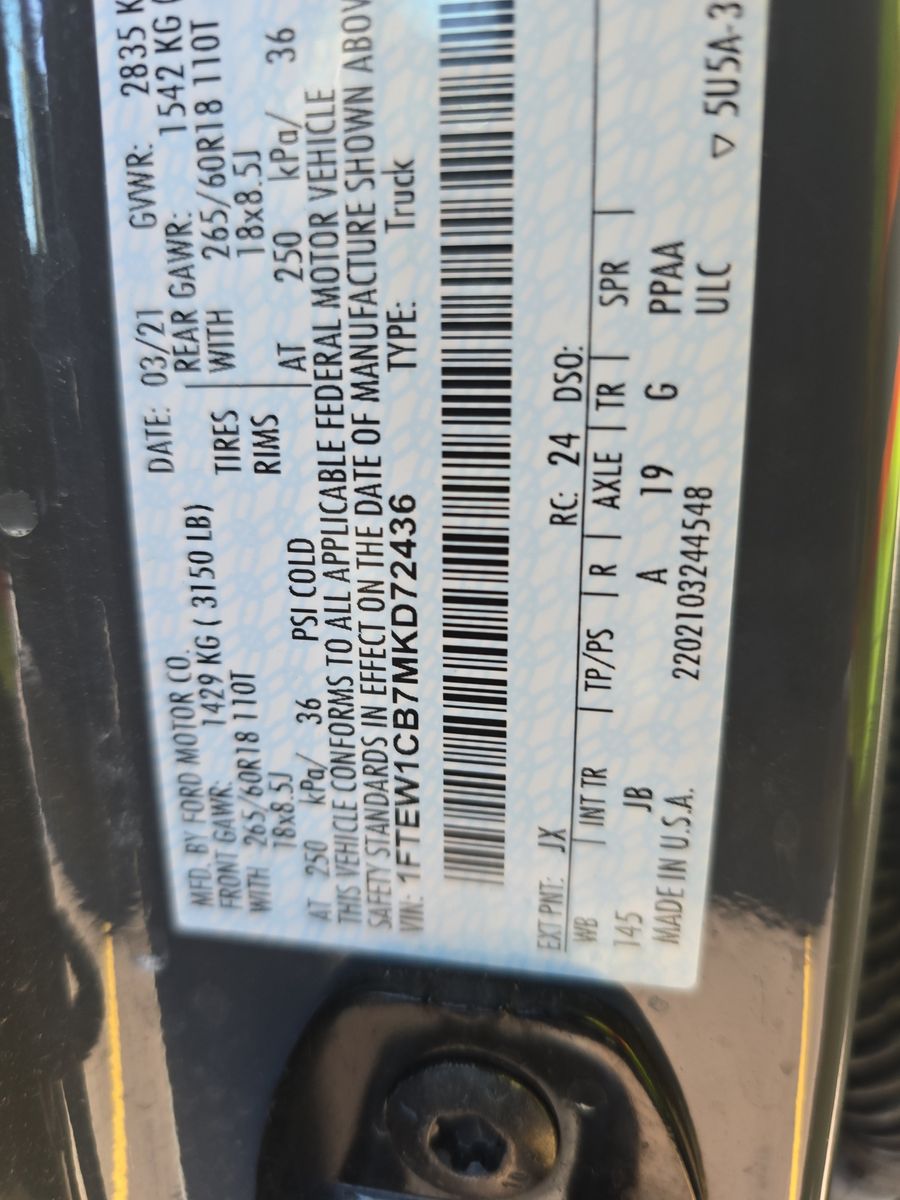 MFD. BY FORD MOTOR CO.
DATE: 03/21 GVWR: 2835 K
FRONT GAWR: 1429 KG ( 3150 LB) REAR GAWR: 1542 KG (
WITH 265/60R18 110T TIRES WITH 265/60R18 110T
18x8.5J RIMS 18x8.5J
AT 250 kPa/ 36 PSI COLD AT 250 kPa/ 36
THIS VEHICLE CONFORMS TO ALL APPLICABLE FEDERAL MOTOR VEHICLE
SAFETY STANDARDS IN EFFECT ON THE DATE OF MANUFACTURE SHOWN ABOV
VIN: 1FTEW1CB7MKD72436 TYPE: Truck
EXT PNT: JX RC: 24 DSO:
WB INT TR TP/PS R AXLE TR SPR
145 JB A 19 G PPAA
MADE IN U.S.A. 220210324 4548 ULC ▽ 5U5A-3